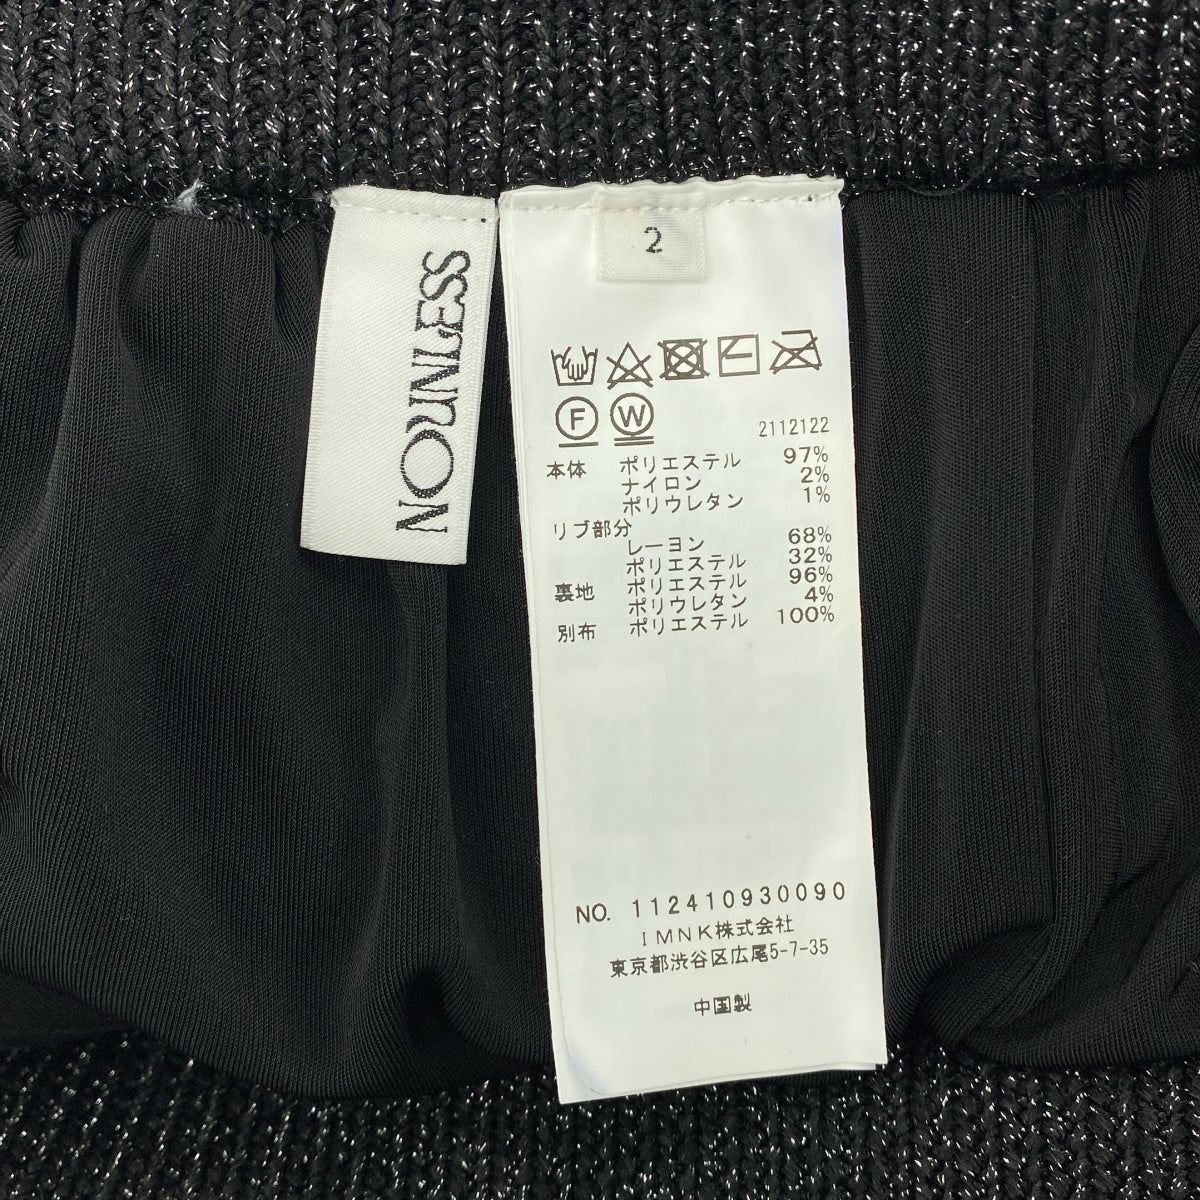 NOUNLESS
2
F W
2112122
本体 ポリエステル 97%
ナイロン 2%
ポリウレタン 1%
リブ部分
レーヨン 68%
ポリエステル 32%
裏地 ポリエステル 96%
ポリウレタン 4%
別布 ポリエステル 100%
NO. 112410930090
IMNK株式会社
東京都渋谷区広尾5-7-35
中国製